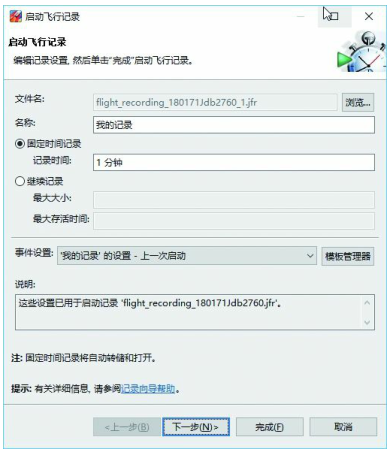 启动飞行记录
启动飞行记录
编辑记录设置, 然后单击"完成"启动飞行记录。
文件名: flight_recording_180171Jdb2760_1.jfr 浏览...
名称: 我的记录
固定时间记录
记录时间: 1 分钟
继续记录
最大大小:
最大存活时间:
事件设置: '我的记录' 的设置 - 上一次启动 模板管理器
说明:
这些设置已用于启动记录 'flight_recording_180171Jdb2760.jfr'。
注: 固定时间记录将自动转储和打开。
提示: 有关详细信息, 请参阅记录向导帮助。
<上一步(B) 下一步(N)> 完成(F) 取消